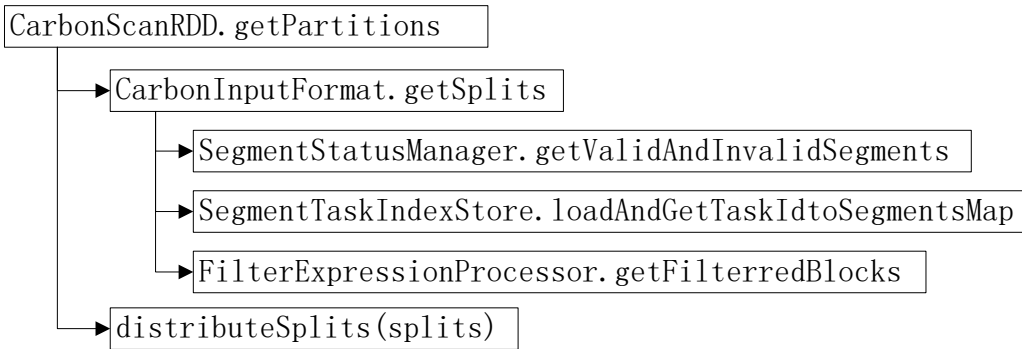 CarbonScanRDD.getPartitions
CarbonInputFormat.getSplits
SegmentStatusManager.getValidAndInvalidSegments
SegmentTaskIndexStore.loadAndGetTaskIdtoSegmentsMap
FilterExpressionProcessor.getFilterredBlocks
distributeSplits(splits)